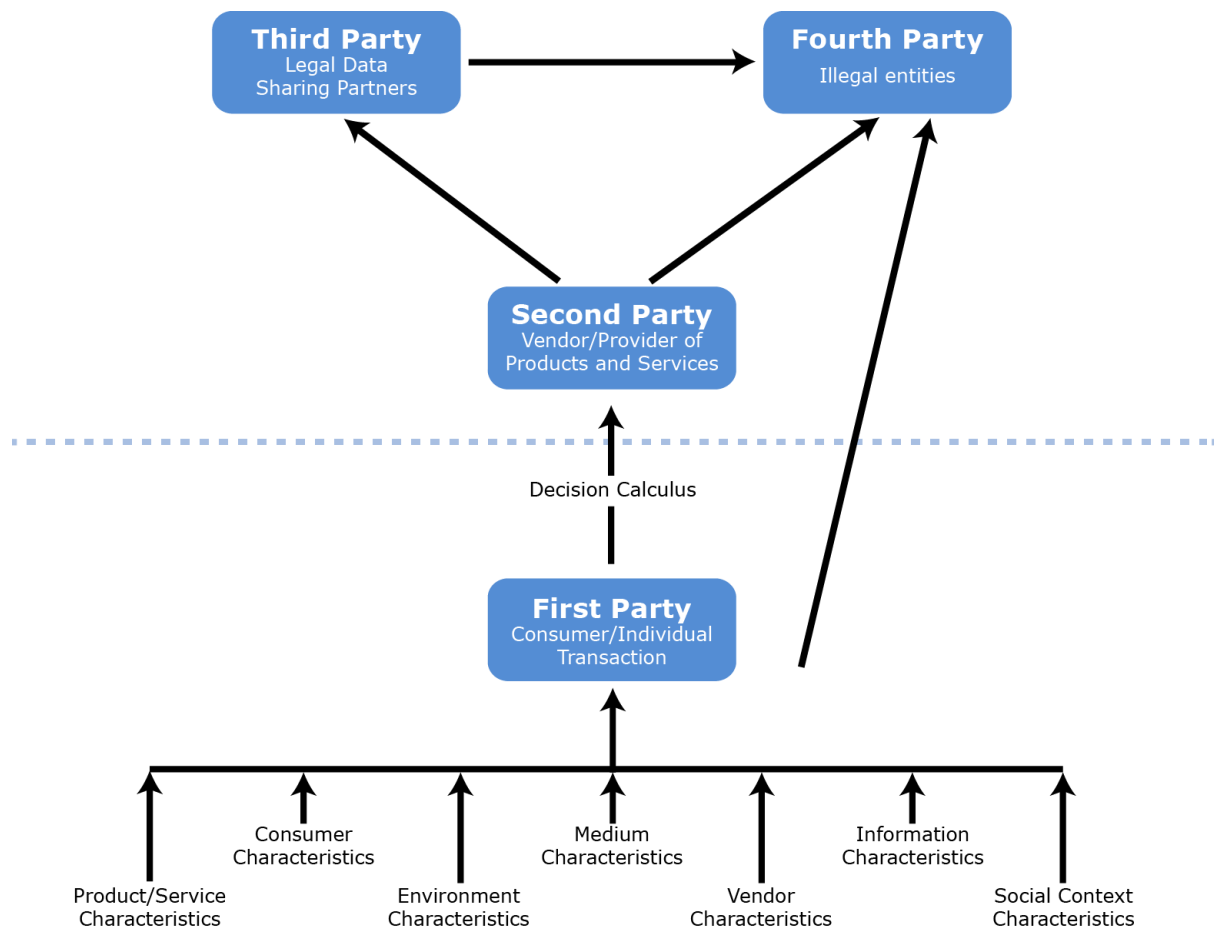 Third Party
Legal Data
Sharing Partners
Fourth Party
Illegal entities
Second Party
Vendor/Provider of
Products and Services
Decision Calculus
First Party
Consumer/Individual
Transaction
Consumer
Characteristics
Medium
Characteristics
Information
Characteristics
Product/Service
Characteristics
Environment
Characteristics
Vendor
Characteristics
Social Context
Characteristics